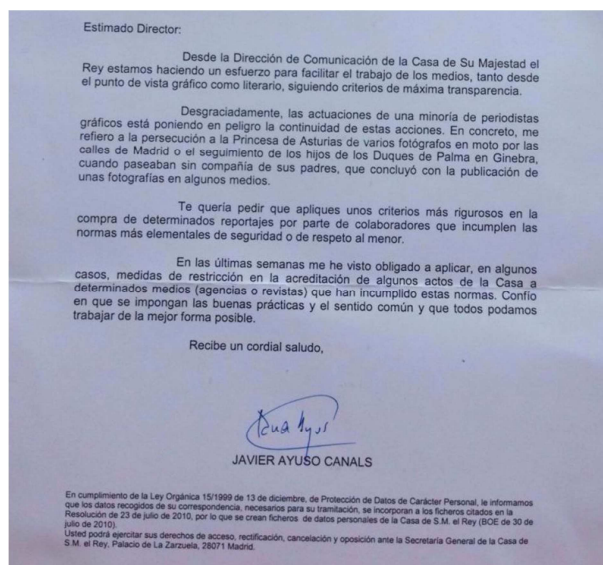 Estimado Director:
Desde la Dirección de Comunicación de la Casa de Su Majestad el
Rey estamos haciendo un esfuerzo para facilitar el trabajo de los medios, tanto desde
el punto de vista gráfico como literario, siguiendo criterios de máxima transparencia.
Desgraciadamente, las actuaciones de una minoría de periodistas
gráficos está poniendo en peligro la continuidad de estas acciones. En concreto, me
refiero a la persecución a la Princesa de Asturias de varios fotógrafos en moto por las
calles de Madrid o el seguimiento de los hijos de los Duques de Palma en Ginebra,
cuando paseaban sin compañía de sus padres, que concluyó con la publicación de
unas fotografías en algunos medios.
Te quería pedir que apliques unos criterios más rigurosos en la
compra de determinados reportajes por parte de colaboradores que incumplen las
normas más elementales de seguridad o de respeto al menor.
En las últimas semanas me he visto obligado a aplicar, en algunos
casos, medidas de restricción en la acreditación de algunos actos de la Casa a
determinados medios (agencias o revistas) que han incumplido estas normas. Confío
en que se impongan las buenas prácticas y el sentido común y que todos podamos
trabajar de la mejor forma posible.
Recibe un cordial saludo,
JAVIER AYUSO CANALS
En cumplimiento de la Ley Orgánica 15/1999 de 13 de diciembre, de Protección de Datos de Carácter Personal, le informamos
que los datos recogidos de su correspondencia, necesarios para su tramitación, se incorporan a los ficheros citados en la
Resolución de 23 de julio de 2010, por lo que se crean ficheros de datos personales de la Casa de S.M. el Rey (BOE de 30 de
julio de 2010).
Usted podrá ejercitar sus derechos de acceso, rectificación, cancelación y oposición ante la Secretaría General de la Casa de
S.M. el Rey, Palacio de La Zarzuela, 28071 Madrid.